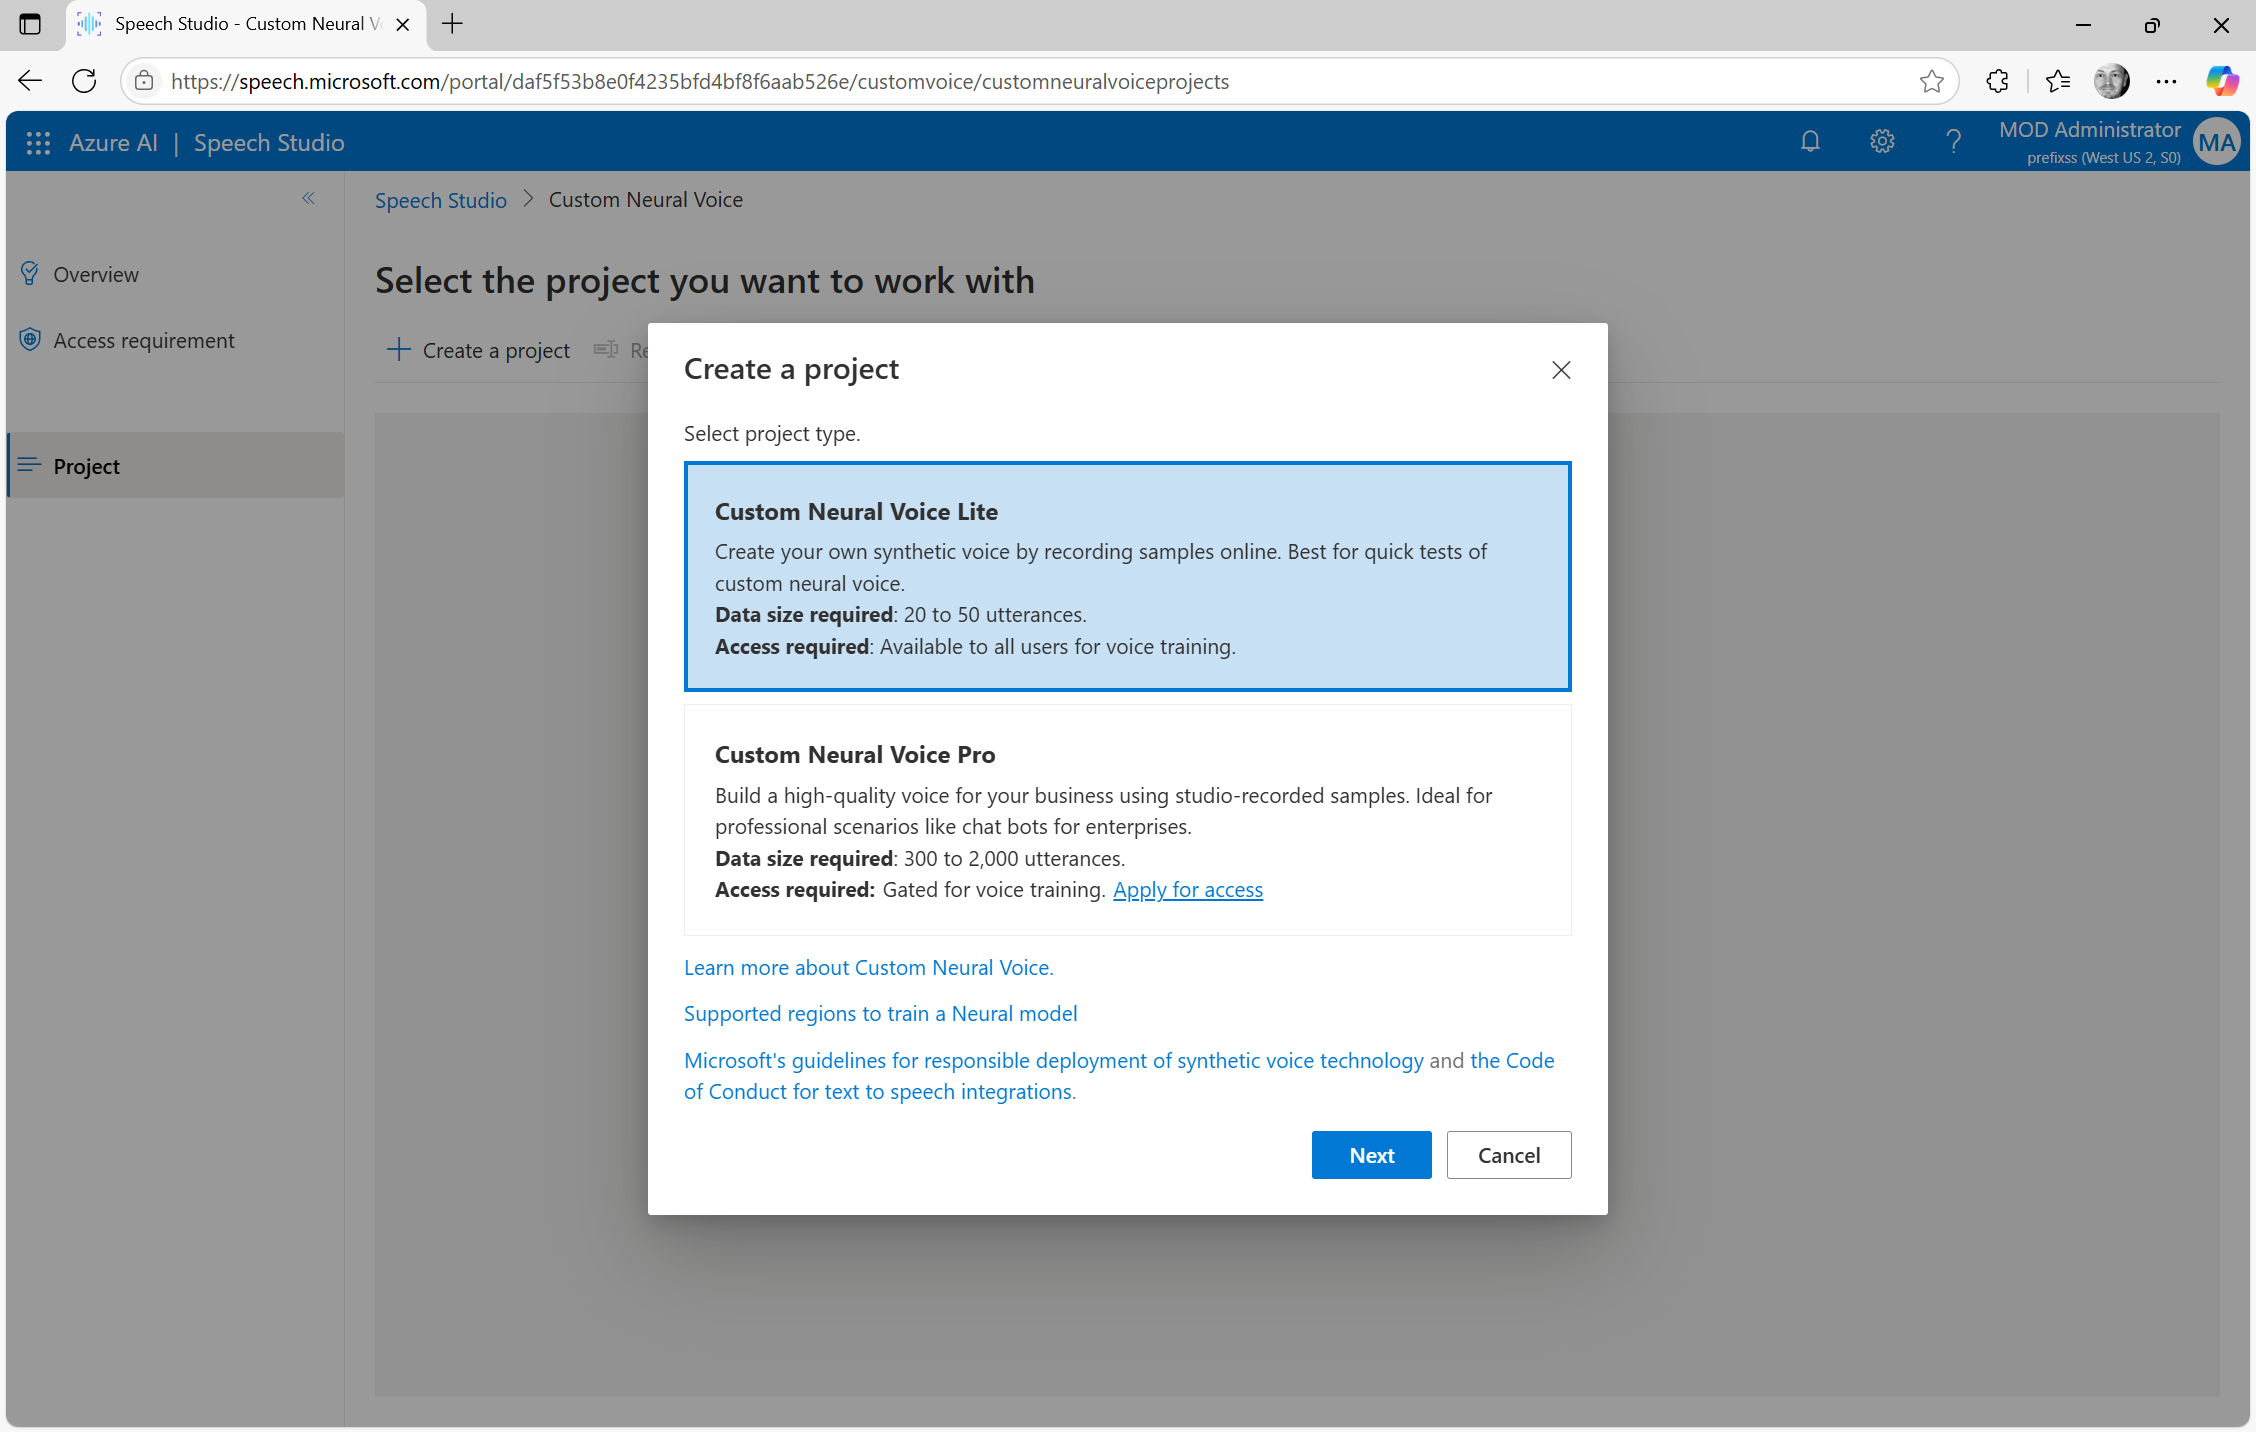 Speech Studio - Custom Neural V
https://speech.microsoft.com/portal/daf5f53b8e0f4235bfd4bf8f6aab526e/customvoice/customneuralvoiceprojects
Azure AI | Speech Studio
MOD Administrator
prefixss (West US 2, S0)
MA
Speech Studio > Custom Neural Voice
Overview
Access requirement
Project
Select the project you want to work with
Create a project
Re
Create a project
Select project type.
Custom Neural Voice Lite
Create your own synthetic voice by recording samples online. Best for quick tests of
custom neural voice.
Data size required: 20 to 50 utterances.
Access required: Available to all users for voice training.
Custom Neural Voice Pro
Build a high-quality voice for your business using studio-recorded samples. Ideal for
professional scenarios like chat bots for enterprises.
Data size required: 300 to 2,000 utterances.
Access required: Gated for voice training. Apply for access
Learn more about Custom Neural Voice.
Supported regions to train a Neural model
Microsoft's guidelines for responsible deployment of synthetic voice technology and the Code
of Conduct for text to speech integrations.
Next
Cancel